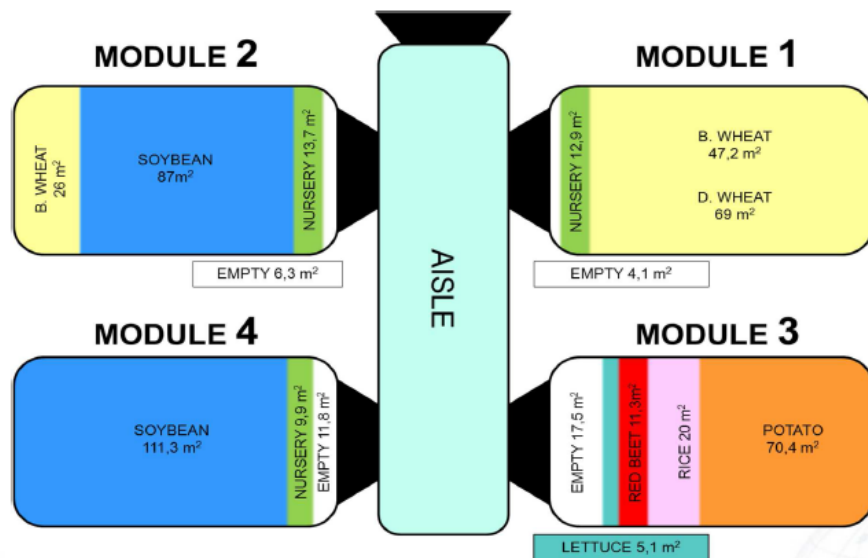 MODULE 2
MODULE 1
B. WHEAT
26 m²
SOYBEAN
87m²
NURSERY 13,7 m²
EMPTY 6,3 m²
AISLE
NURSERY 12,9 m²
B. WHEAT
47,2 m²
D. WHEAT
69 m²
EMPTY 4,1 m²
MODULE 4
MODULE 3
SOYBEAN
111,3 m²
NURSERY 9,9 m²
EMPTY 11,8 m²
EMPTY 17,5 m²
RED BEET 11,3m²
RICE 20 m²
POTATO
70,4 m²
LETTUCE 5,1 m²